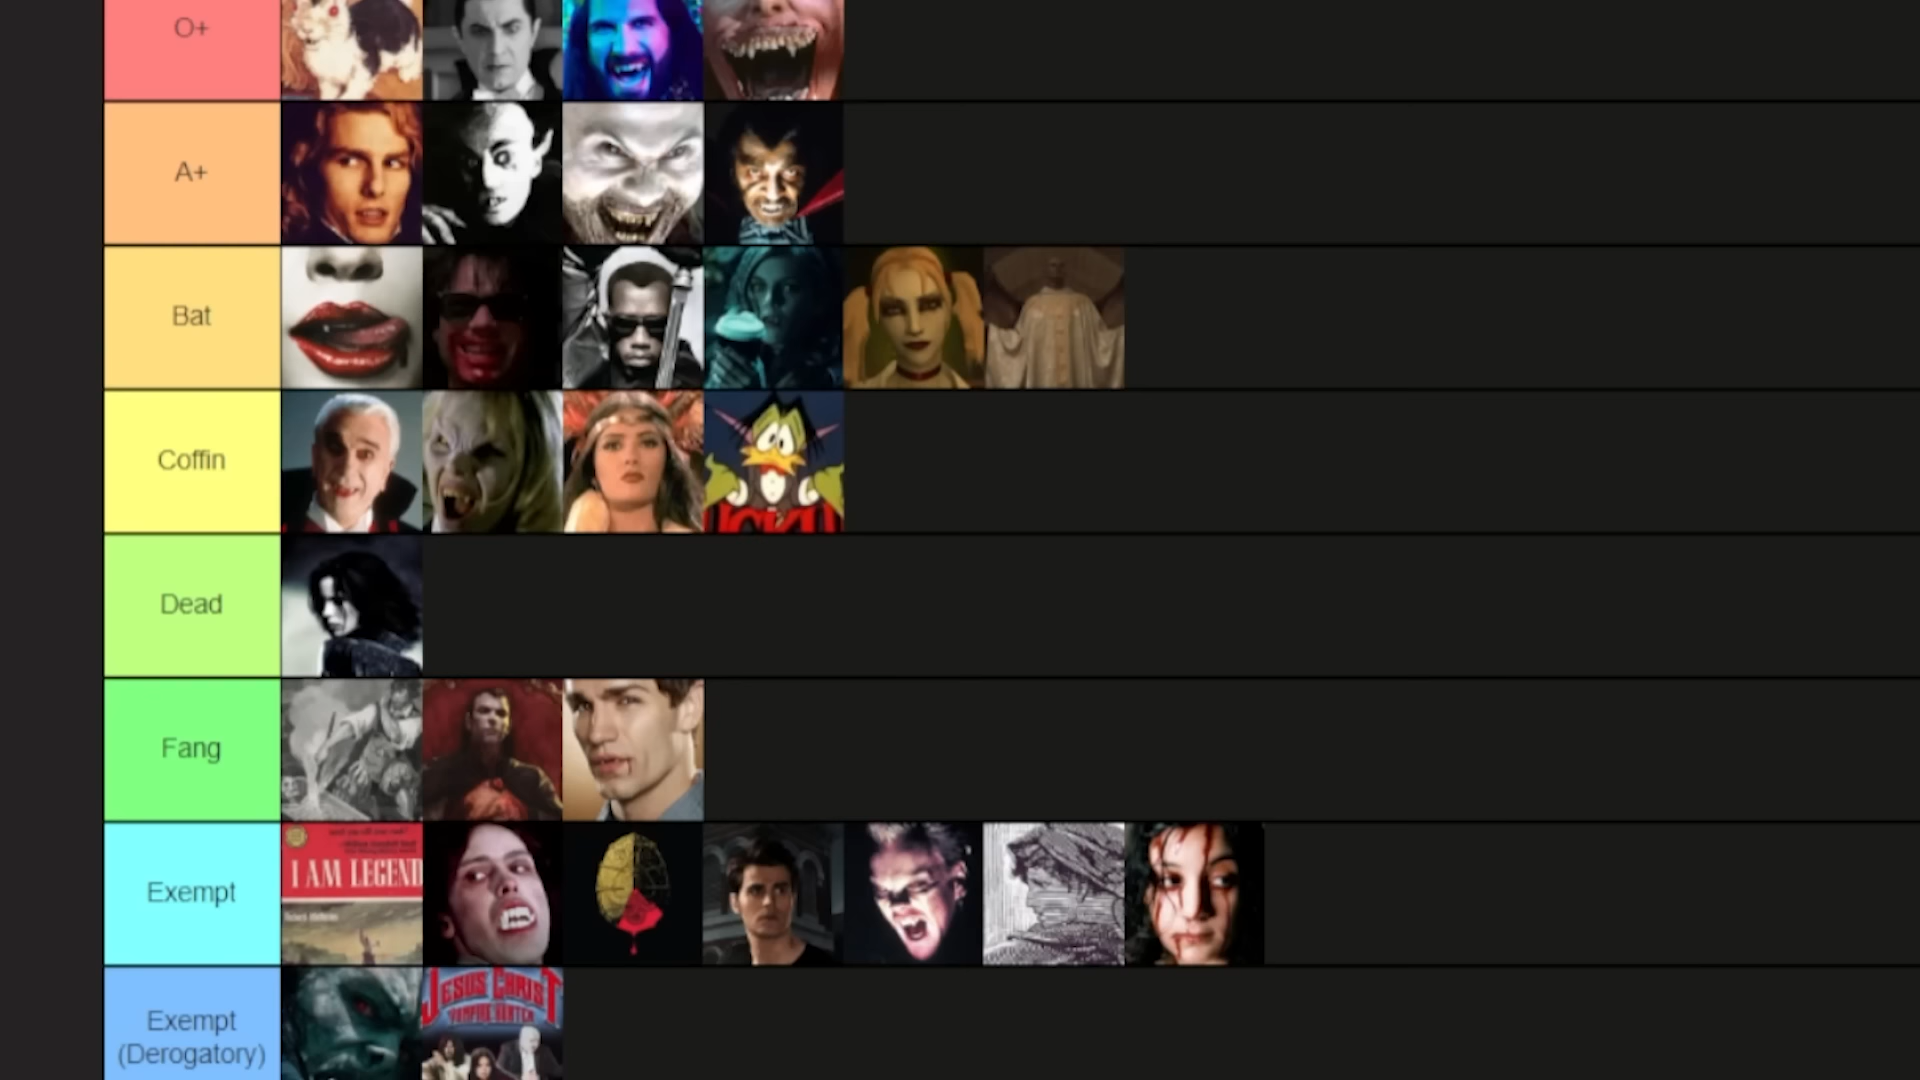 O+
A+
Bat
Coffin
Dead
Fang
Exempt
I AM LEGEND
Exempt
(Derogatory)
JESUS CHRIST
VAMPIRE HUNTER